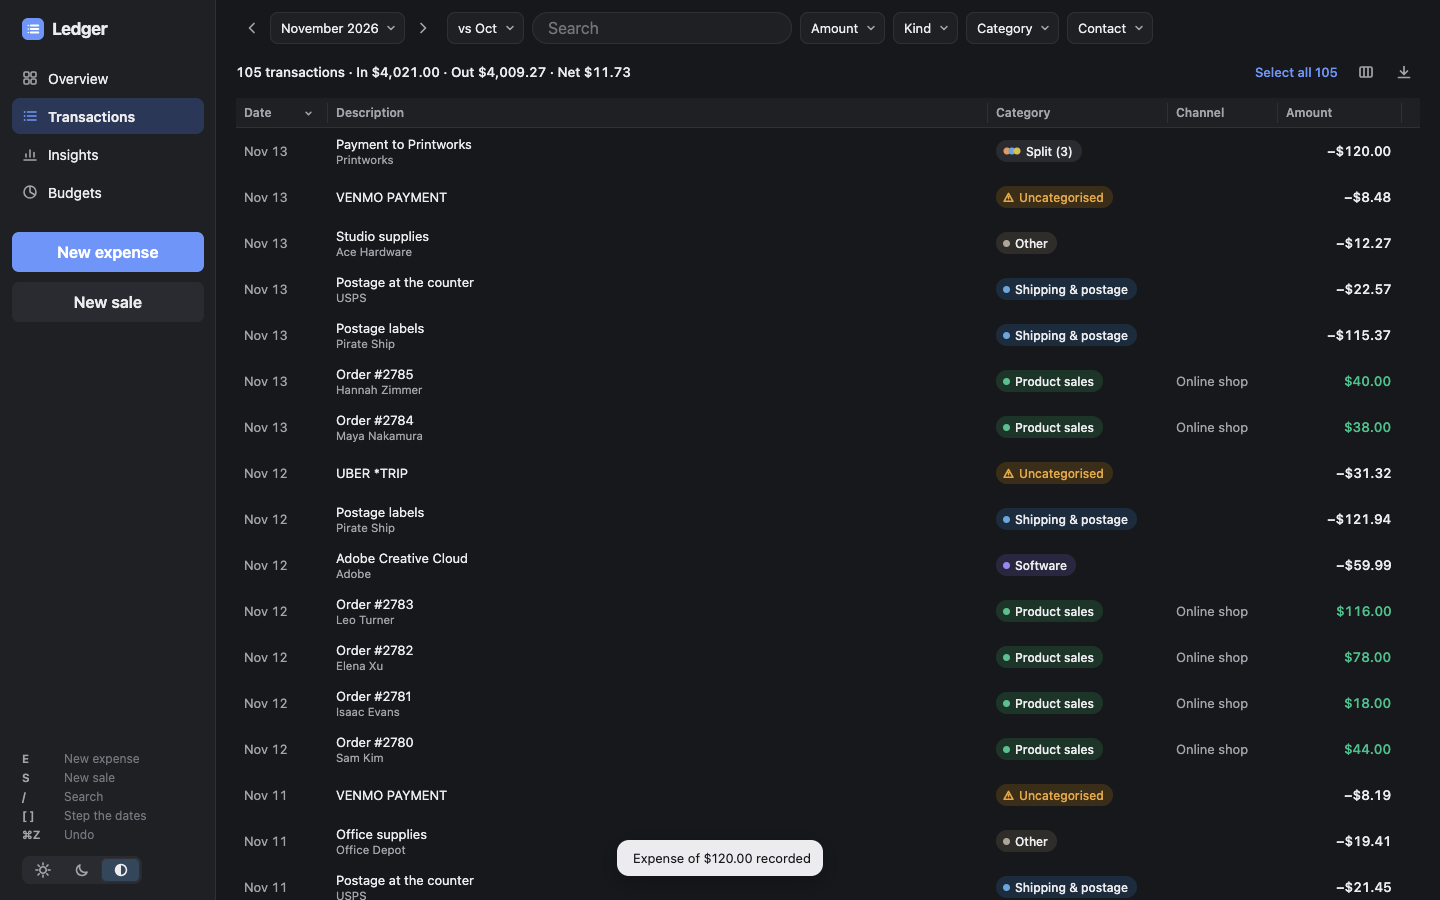 Ledger
Overview
Transactions
Insights
Budgets
New expense
New sale
E New expense
S New sale
/ Search
[ ] Step the dates
⌘Z Undo
November 2026 vs Oct Search Amount Kind Category Contact
105 transactions · In $4,021.00 · Out $4,009.27 · Net $11.73 Select all 105
Date Description Category Channel Amount
Nov 13 Payment to Printworks Split (3) −$120.00
Printworks
Nov 13 VENMO PAYMENT Uncategorised −$8.48
Nov 13 Studio supplies Other −$12.27
Ace Hardware
Nov 13 Postage at the counter Shipping & postage −$22.57
USPS
Nov 13 Postage labels Shipping & postage −$115.37
Pirate Ship
Nov 13 Order #2785 Product sales Online shop $40.00
Hannah Zimmer
Nov 13 Order #2784 Product sales Online shop $38.00
Maya Nakamura
Nov 12 UBER *TRIP Uncategorised −$31.32
Nov 12 Postage labels Shipping & postage −$121.94
Pirate Ship
Nov 12 Adobe Creative Cloud Software −$59.99
Adobe
Nov 12 Order #2783 Product sales Online shop $116.00
Leo Turner
Nov 12 Order #2782 Product sales Online shop $78.00
Elena Xu
Nov 12 Order #2781 Product sales Online shop $18.00
Isaac Evans
Nov 12 Order #2780 Product sales Online shop $44.00
Sam Kim
Nov 11 VENMO PAYMENT Uncategorised −$8.19
Nov 11 Office supplies Other −$19.41
Office Depot
Expense of $120.00 recorded
Nov 11 Postage at the counter Shipping & postage −$21.45
USPS